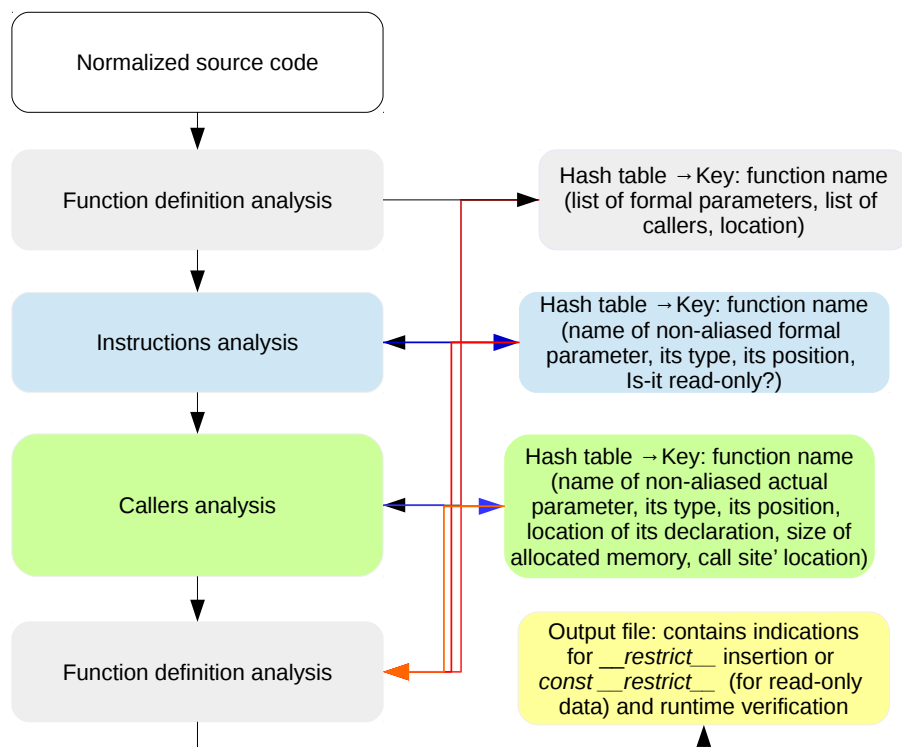 Normalized source code
Function definition analysis
Hash table →Key: function name
(list of formal parameters, list of
callers, location)
Instructions analysis
Hash table →Key: function name
(name of non-aliased formal
parameter, its type, its position,
Is-it read-only?)
Callers analysis
Hash table →Key: function name
(name of non-aliased actual
parameter, its type, its position,
location of its declaration, size of
allocated memory, call site’ location)
Function definition analysis
Output file: contains indications
for __restrict__ insertion or
const __restrict__ (for read-only
data) and runtime verification